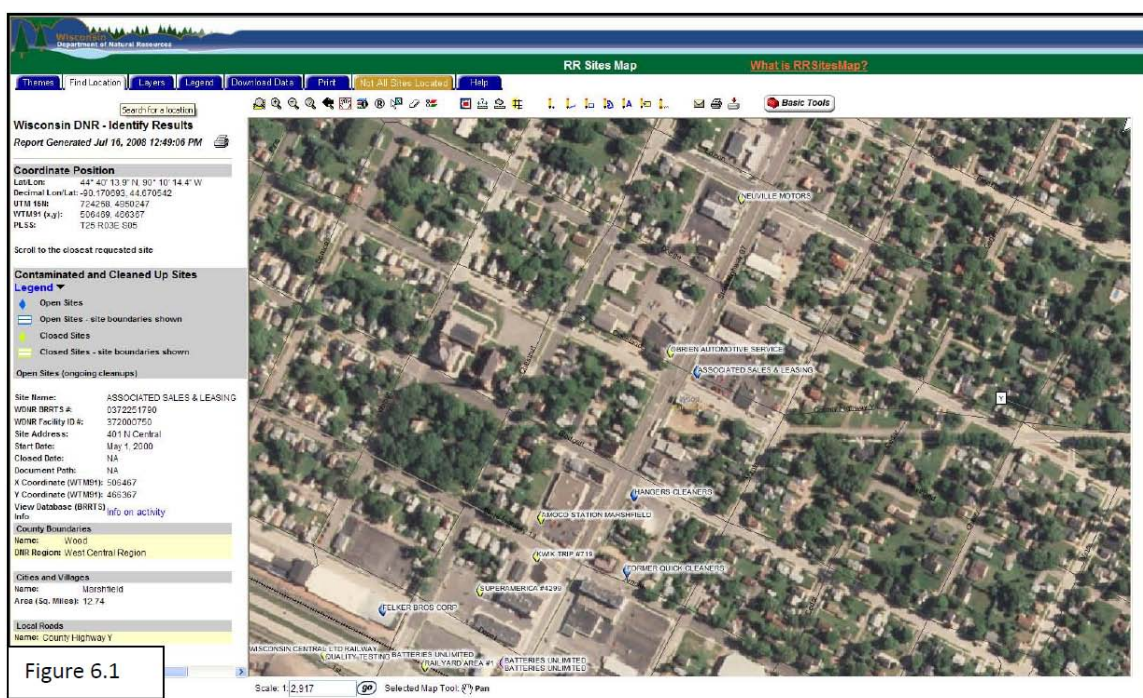 Wisconsin
Department of Natural Resources
RR Sites Map
What is RRSitesMap?
Themes
Find Location
Layers
Legend
Download Data
Print
Not All Sites Located
Help
Search for a location
Basic Tools
Wisconsin DNR - Identify Results
Report Generated Jul 16, 2008 12:49:06 PM
Coordinate Position
Lat/Lon: 44° 40' 13.9" N, 90° 10' 14.4" W
Decimal Lon/Lat: -90.170693, 44.670542
UTM 15N: 724258, 4950247
WTM91 (x,y): 506469, 466367
PLSS: T25 R03E S05
Scroll to the closest requested site
Contaminated and Cleaned Up Sites
Legend
Open Sites
Open Sites - site boundaries shown
Closed Sites
Closed Sites - site boundaries shown
Open Sites (ongoing cleanups)
Site Name: ASSOCIATED SALES & LEASING
WDNR BRRTS #: 0372251790
WDNR Facility ID #: 372000750
Site Address: 401 N Central
Start Date: May 1, 2000
Closed Date: NA
Document Path: NA
X Coordinate (WTM91): 506467
Y Coordinate (WTM91): 466367
View Database (BRRTS) Info on activity
Info
County Boundaries
Name: Wood
DNR Region: West Central Region
Cities and Villages
Name: Marshfield
Area (Sq. Miles): 12.74
Local Roads
Name: County Highway Y
Figure 6.1
NEUVILLE MOTORS
OBRIEN AUTOMOTIVE SERVICE
ASSOCIATED SALES & LEASING
Y
HANGERS CLEANERS
AMOCO STATION MARSHFIELD
KWIK TRIP #719
FORMER QUICK CLEANERS
SUPERAMERICA #4299
FELKER BROS CORP
WISCONSIN CENTRAL LTD RAILWAY
QUALITY TESTING
BATTERIES UNLIMITED
RAILYARD AREA #1
BATTERIES UNLIMITED
BATTERIES UNLIMITED
Scale: 1: 2,917
go
Selected Map Tool: Pan